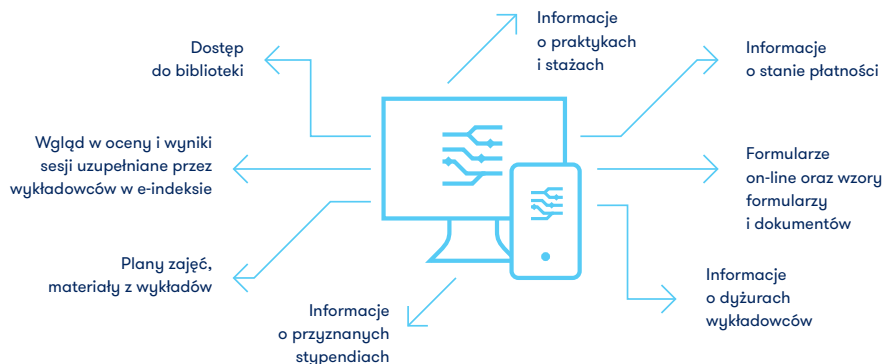 Informacje
o praktykach
i stażach
Dostęp
do biblioteki
Informacje
o stanie płatności
Wgląd w oceny i wyniki
sesji uzupełniane przez
wykładowców w e-indeksie
Formularze
on-line oraz wzory
formularzy
i dokumentów
Plany zajęć,
materiały z wykładów
Informacje
o dyżurach
wykładowców
Informacje
o przyznanych
stypendiach